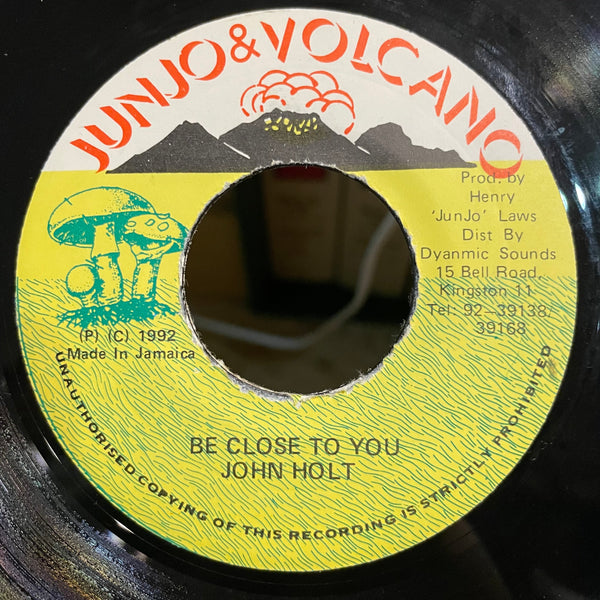 JUNJO & VOLCANO
Prod. by
Henry
'JunJo' Laws
Dist By
Dyanmic Sounds
15 Bell Road,
Kingston 11
Tel: 92-39138/
39168
(P) (C) 1992
Made In Jamaica
BE CLOSE TO YOU
JOHN HOLT
UNAUTHORISED COPYING OF THIS RECORDING IS STRICTLY PROHIBITED